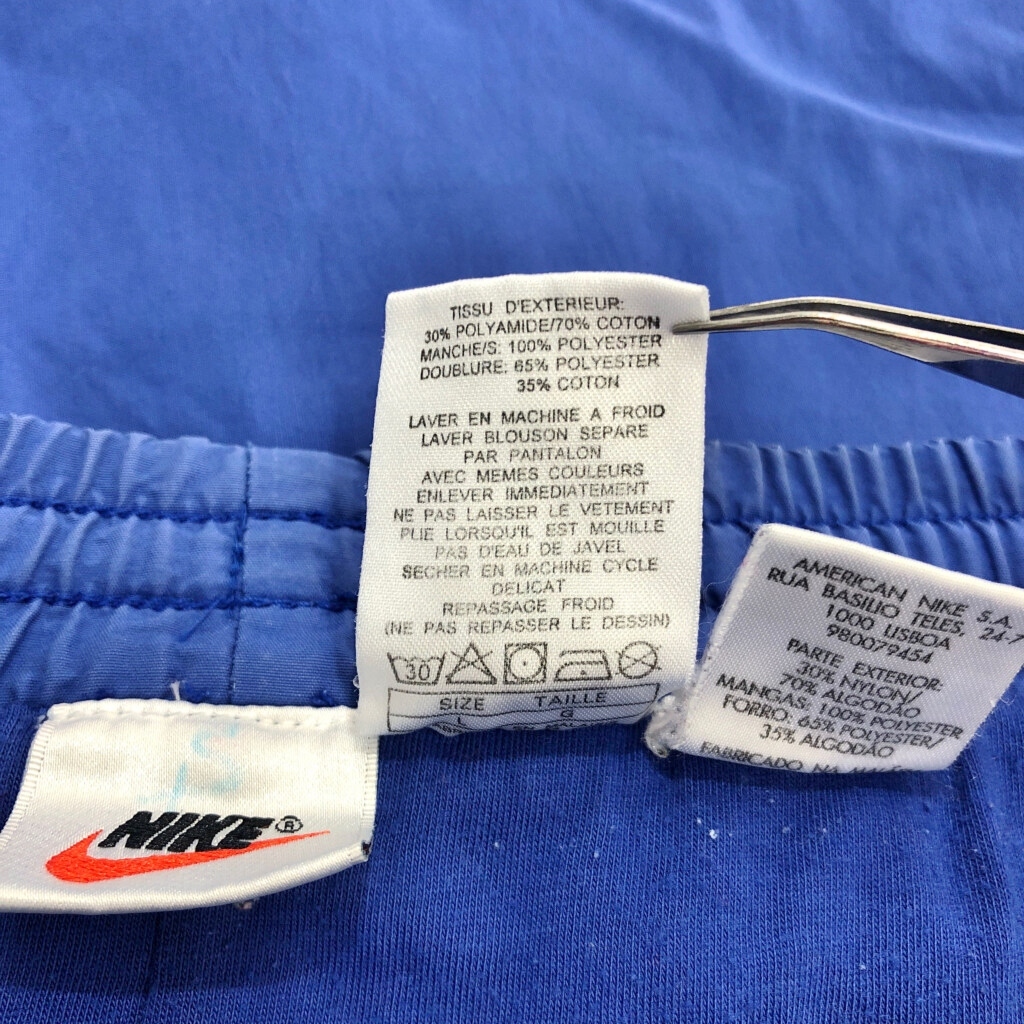 TISSU D'EXTERIEUR:
30% POLYAMIDE/70% COTON
MANCHE/S: 100% POLYESTER
DOUBLURE: 65% POLYESTER
35% COTON
LAVER EN MACHINE A FROID
LAVER BLOUSON SEPARE
PAR PANTALON
AVEC MEMES COULEURS
ENLEVER IMMEDIATEMENT
NE PAS LAISSER LE VETEMENT
PLIE LORSQU'IL EST MOUILLE
PAS D'EAU DE JAVEL
SECHER EN MACHINE CYCLE
DELICAT
REPASSAGE FROID
(NE PAS REPASSER LE DESSIN)
30
SIZE TAILLE
L G
AMERICAN NIKE S.A.
RUA BASILIO TELES, 24-7
1000 LISBOA
980079454
PARTE EXTERIOR:
30% NYLON/
70% ALGODÃO
MANGAS: 100% POLYESTER
FORRO: 65% POLYESTER/
35% ALGODÃO
FABRICADO NA
NIKE ®